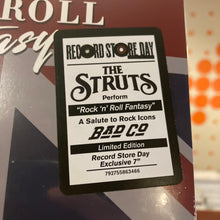 ROLL
asy
RECORD STORE DAY
THE
STRUTS
Perform
"Rock 'n' Roll Fantasy"
A Salute to Rock Icons
BAD CO
Limited Edition
Record Store Day
Exclusive 7"
792755863466